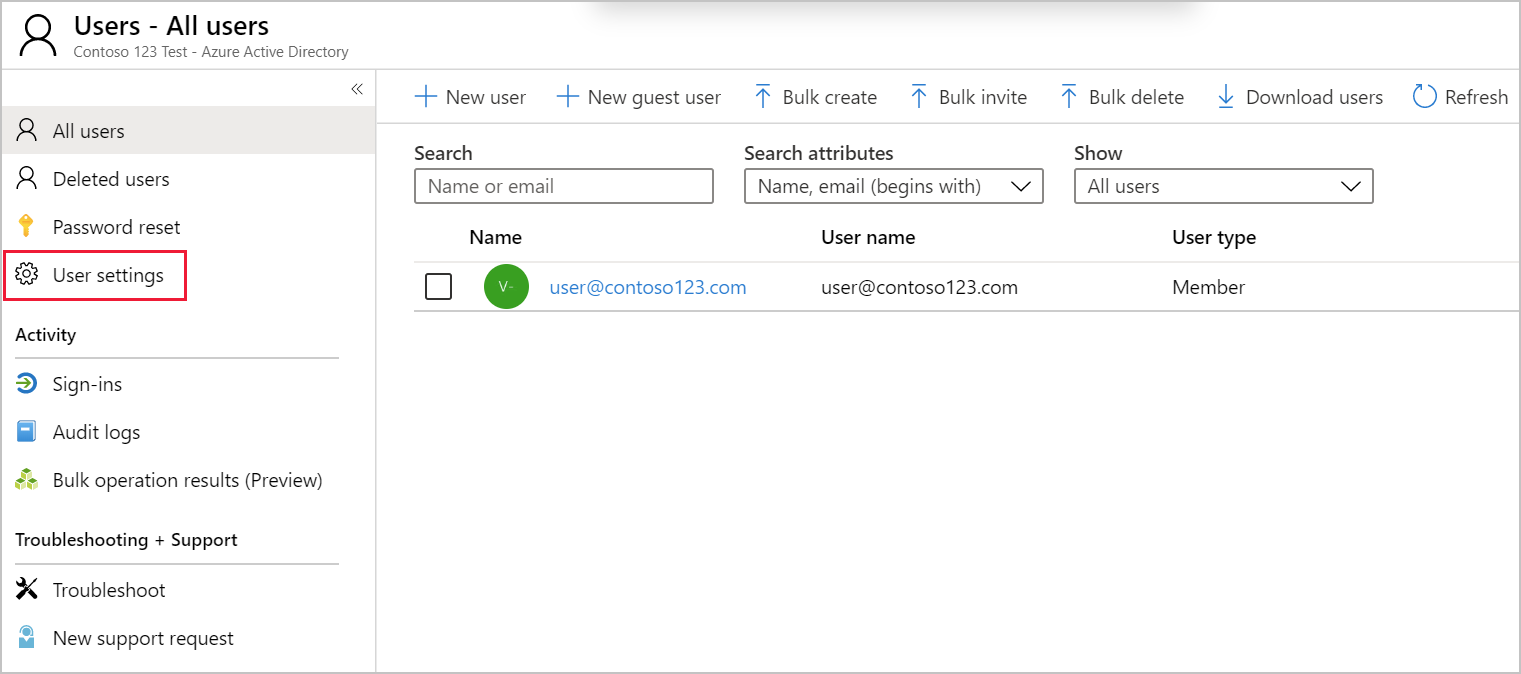 Users - All users
Contoso 123 Test - Azure Active Directory
«
All users
Deleted users
Password reset
User settings
Activity
Sign-ins
Audit logs
Bulk operation results (Preview)
Troubleshooting + Support
Troubleshoot
New support request
New user New guest user Bulk create Bulk invite Bulk delete Download users Refresh
Search Search attributes Show
Name or email Name, email (begins with) All users
Name User name User type
V- user@contoso123.com user@contoso123.com Member